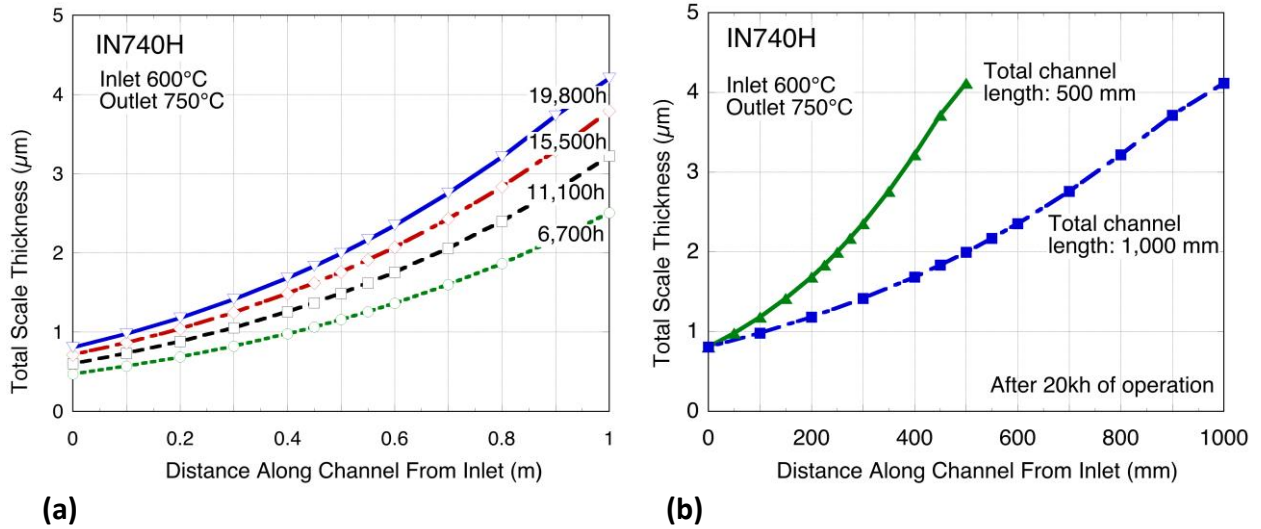 IN740H
Inlet 600°C
Outlet 750°C
19,800h
15,500h
11,100h
6,700h
Total Scale Thickness (µm)
5
4
3
2
1
0
0 0.2 0.4 0.6 0.8 1
Distance Along Channel From Inlet (m)
(a)
IN740H
Inlet 600°C
Outlet 750°C
Total channel
length: 500 mm
Total channel
length: 1,000 mm
After 20kh of operation
Total Scale Thickness (µm)
5
4
3
2
1
0
0 200 400 600 800 1000
Distance Along Channel From Inlet (mm)
(b)